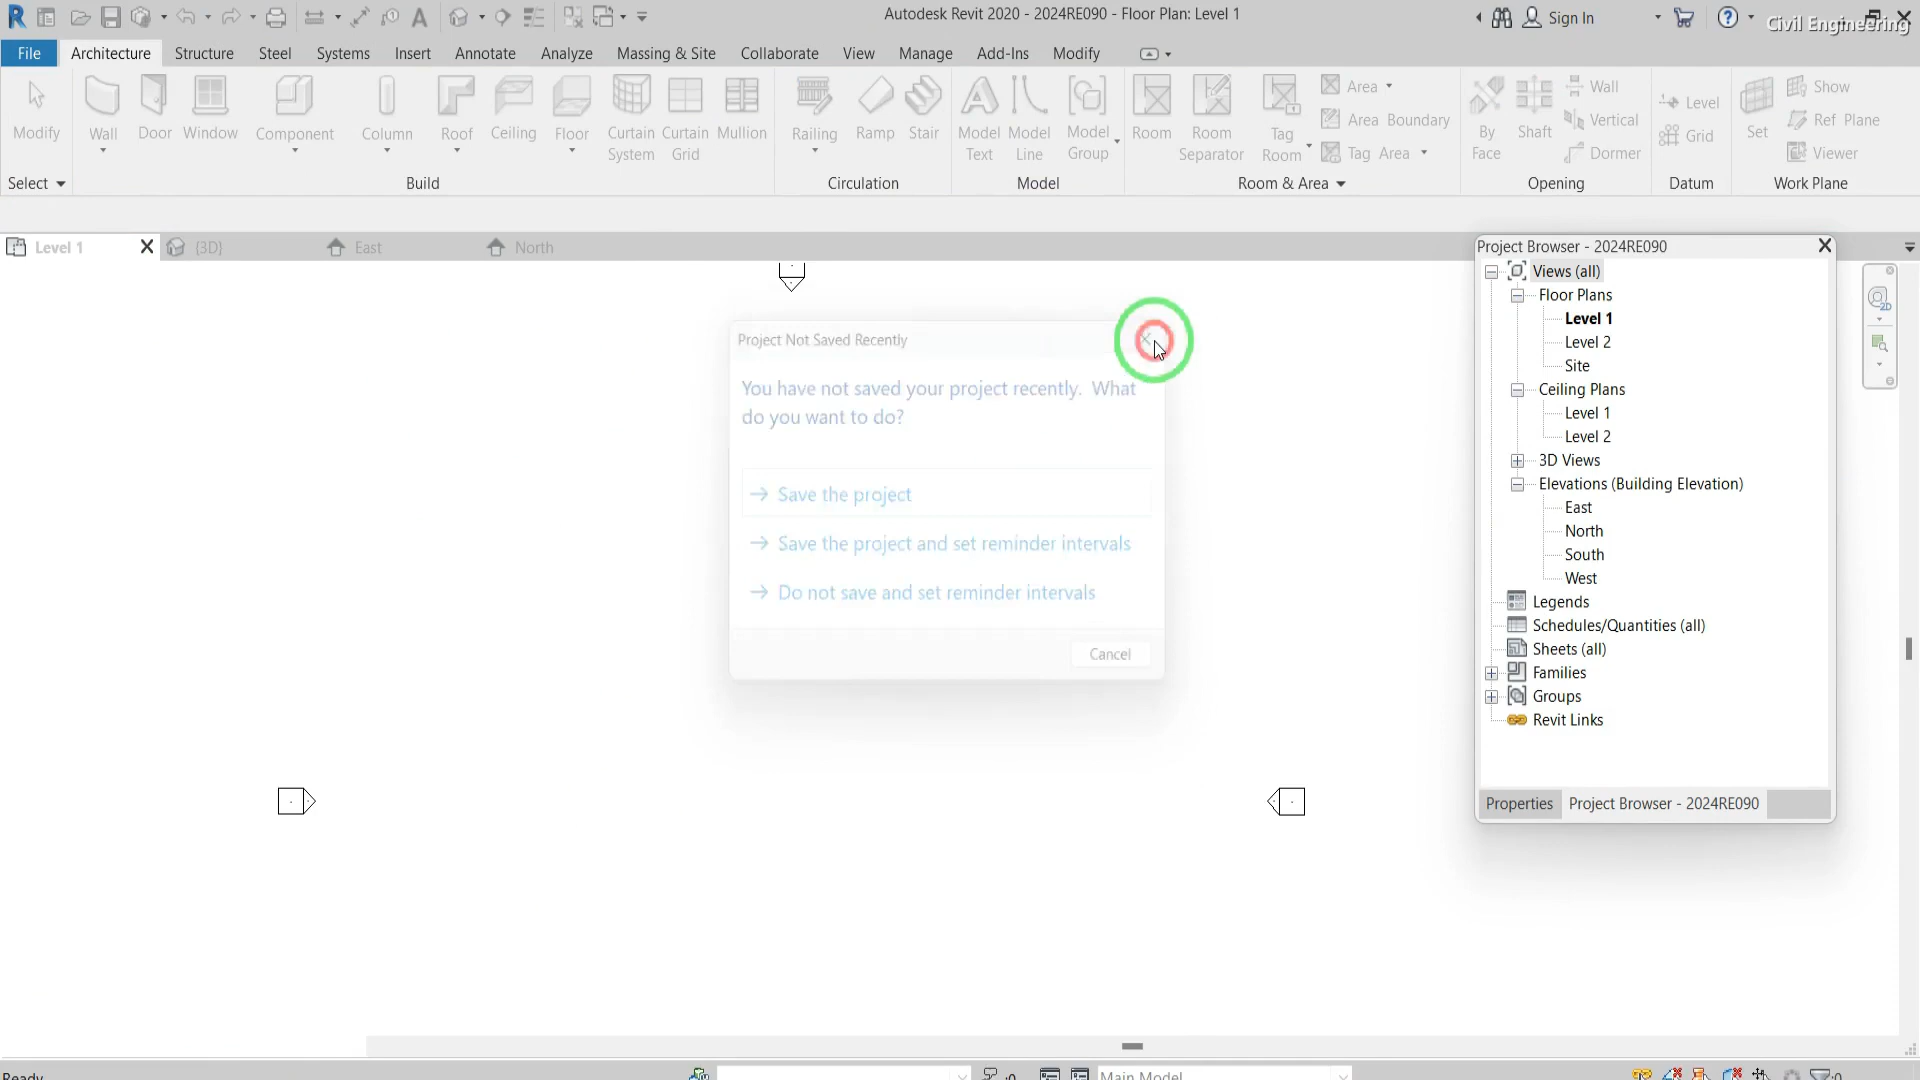 Autodesk Revit 2020 - 2024RE090 - Floor Plan: Level 1
Sign In
Civil Engineering
File Architecture Structure Steel Systems Insert Annotate Analyze Massing & Site Collaborate View Manage Add-Ins Modify
Modify
Wall
Door
Window
Component
Column
Roof
Ceiling
Floor
Curtain System
Curtain Grid
Mullion
Railing
Ramp
Stair
Model Text
Model Line
Model Group
Room
Room Separator
Tag Room
Area
Area Boundary
Tag Area
By Face
Shaft
Wall
Vertical
Dormer
Level
Grid
Set
Show
Ref Plane
Viewer
Select Build Circulation Model Room & Area Opening Datum Work Plane
Level 1 {3D} East North
Project Not Saved Recently
You have not saved your project recently. What
do you want to do?
Save the project
Save the project and set reminder intervals
Do not save and set reminder intervals
Cancel
Project Browser - 2024RE090
Views (all)
Floor Plans
Level 1
Level 2
Site
Ceiling Plans
Level 1
Level 2
3D Views
Elevations (Building Elevation)
East
North
South
West
Legends
Schedules/Quantities (all)
Sheets (all)
Families
Groups
Revit Links
Properties Project Browser - 2024RE090
2D
Ready
:0
Main Model
:0